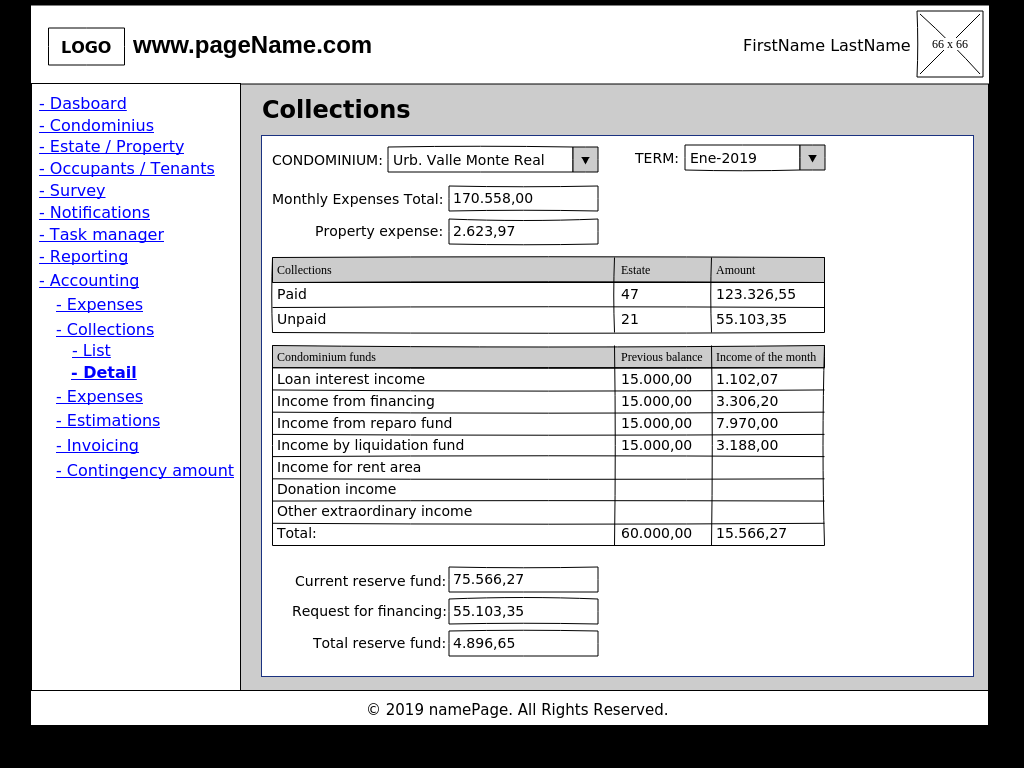 LOGO www.pageName.com FirstName LastName 66 x 66
- Dasboard
- Condominius
- Estate / Property
- Occupants / Tenants
- Survey
- Notifications
- Task manager
- Reporting
- Accounting
- Expenses
- Collections
- List
- Detail
- Expenses
- Estimations
- Invoicing
- Contingency amount
Collections
CONDOMINIUM: Urb. Valle Monte Real TERM: Ene-2019
Monthly Expenses Total: 170.558,00
Property expense: 2.623,97
Collections Estate Amount
Paid 47 123.326,55
Unpaid 21 55.103,35
Condominium funds Previous balance Income of the month
Loan interest income 15.000,00 1.102,07
Income from financing 15.000,00 3.306,20
Income from reparo fund 15.000,00 7.970,00
Income by liquidation fund 15.000,00 3.188,00
Income for rent area
Donation income
Other extraordinary income
Total: 60.000,00 15.566,27
Current reserve fund: 75.566,27
Request for financing: 55.103,35
Total reserve fund: 4.896,65
© 2019 namePage. All Rights Reserved.